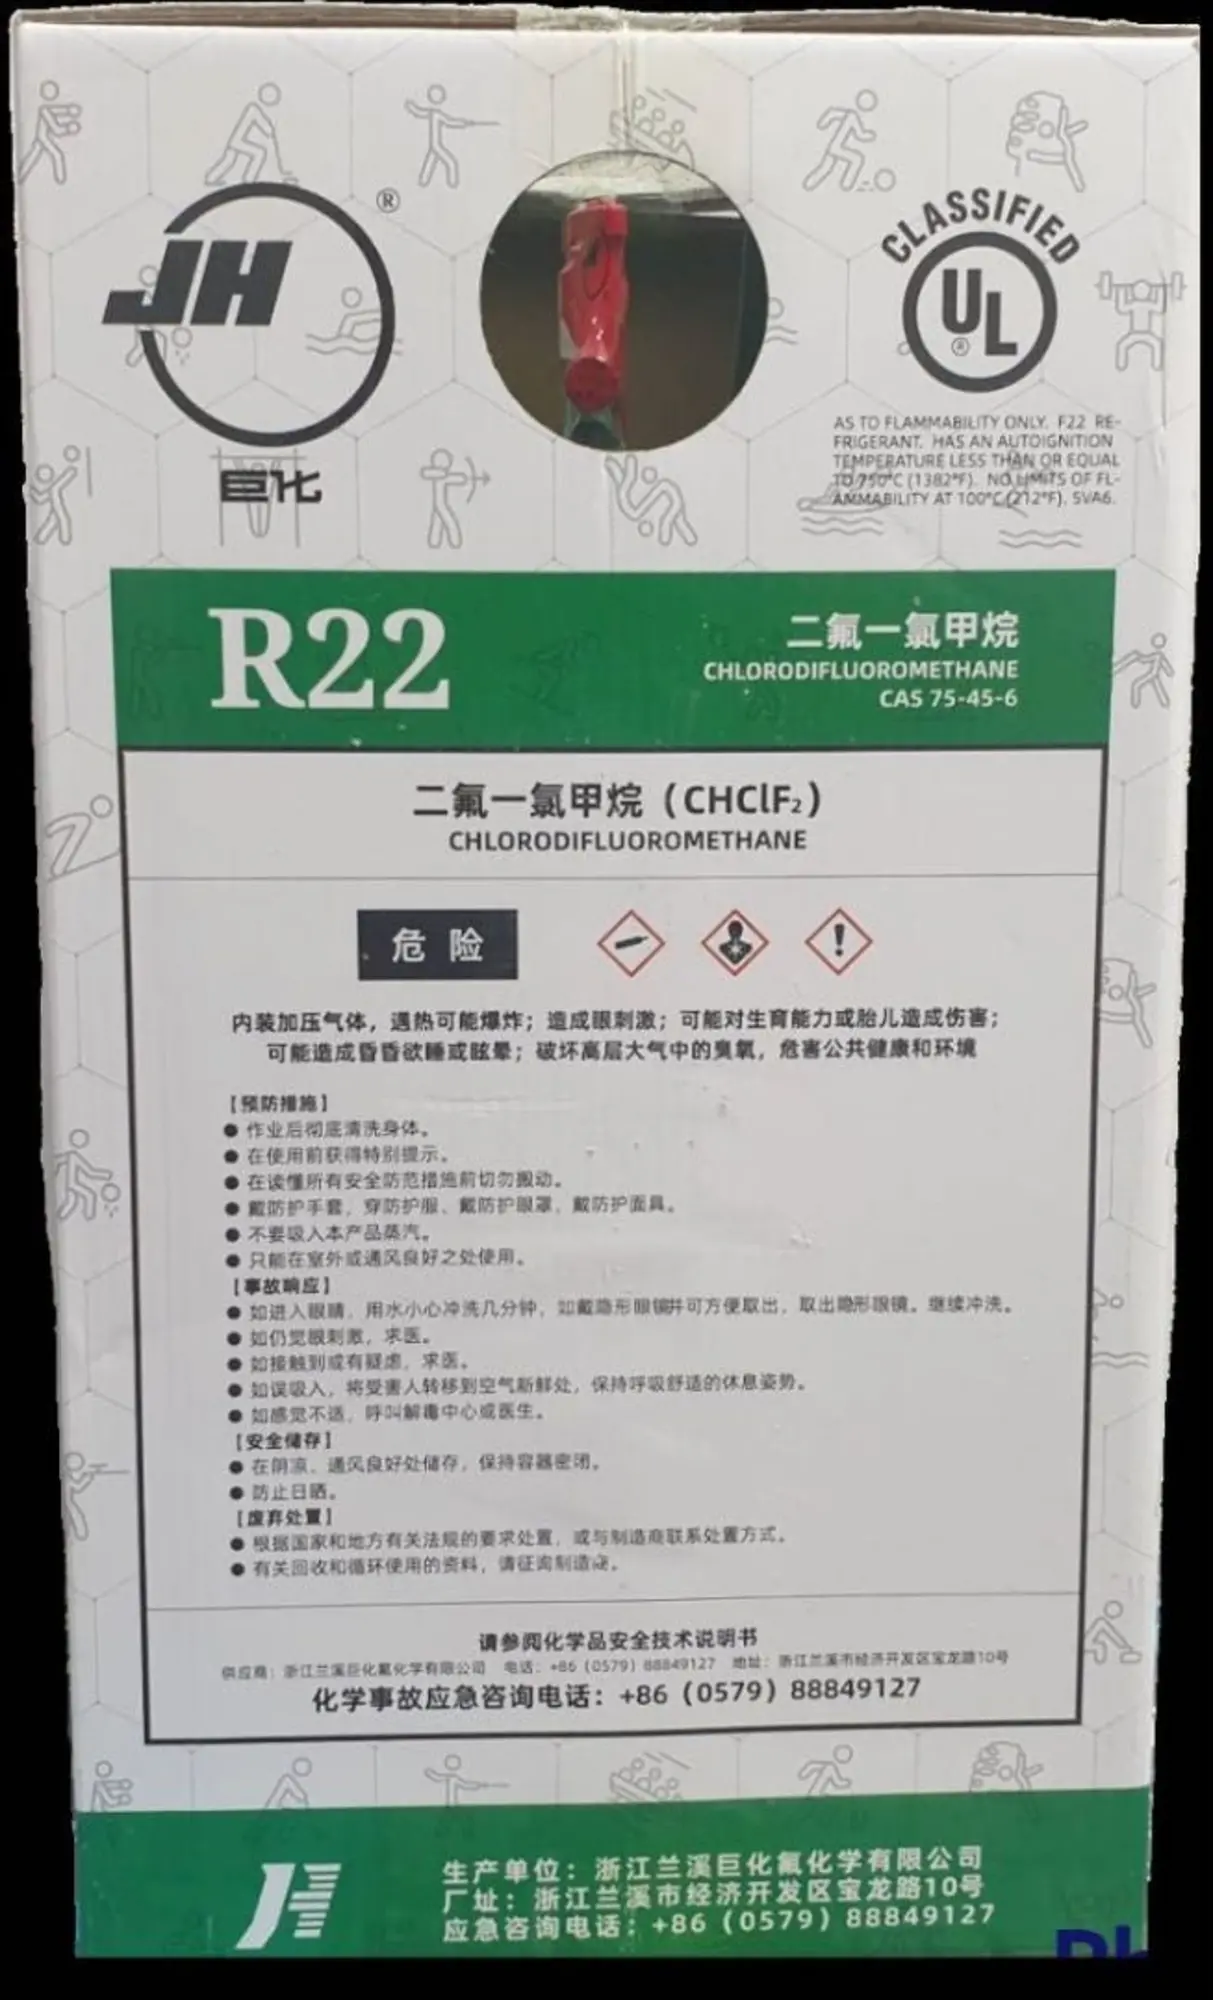 JH
®
巨化
CLASSIFIED
UL
®
AS TO FLAMMABILITY ONLY. F22 RE-
FRIGERANT. HAS AN AUTOIGNITION
TEMPERATURE LESS THAN OR EQUAL
TO 750°C (1382°F). NO LIMITS OF FL-
AMMABILITY AT 100°C (212°F). 5VA6.
R22
二氟一氯甲烷
CHLORODIFLUOROMETHANE
CAS 75-45-6
二氟一氯甲烷（CHClF₂）
CHLORODIFLUOROMETHANE
危险
内装加压气体，遇热可能爆炸；造成眼刺激；可能对生育能力或胎儿造成伤害；
可能造成昏昏欲睡或眩晕；破坏高层大气中的臭氧，危害公共健康和环境
【预防措施】
● 作业后彻底清洗身体。
● 在使用前获得特别提示。
● 在读懂所有安全防范措施前切勿搬动。
● 戴防护手套，穿防护服、戴防护眼罩、戴防护面具。
● 不要吸入本产品蒸汽。
● 只能在室外或通风良好之处使用。
【事故响应】
● 如进入眼睛，用水小心冲洗几分钟，如戴隐形眼镜并可方便取出，取出隐形眼镜。继续冲洗。
● 如仍觉眼刺激，求医。
● 如接触到或有疑虑，求医。
● 如误吸入，将受害人转移到空气新鲜处，保持呼吸舒适的休息姿势。
● 如感觉不适，呼叫解毒中心或医生。
【安全储存】
● 在阴凉、通风良好处储存，保持容器密闭。
● 防止日晒。
【废弃处置】
● 根据国家和地方有关法规的要求处置，或与制造商联系处置方式。
● 有关回收和循环使用的资料，请征询制造商。
请参阅化学品安全技术说明书
供应商：浙江兰溪巨化氟化学有限公司 电话：+86（0579）88849127 地址：浙江兰溪市经济开发区宝龙路10号
化学事故应急咨询电话：+86（0579）88849127
生产单位：浙江兰溪巨化氟化学有限公司
厂址：浙江兰溪市经济开发区宝龙路10号
应急咨询电话：+86（0579）88849127